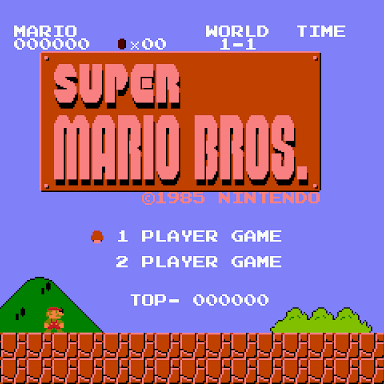 MARIO WORLD TIME
000000 ×00 1-1
SUPER
MARIO BROS.
©1985 NINTENDO
1 PLAYER GAME
2 PLAYER GAME
TOP- 000000